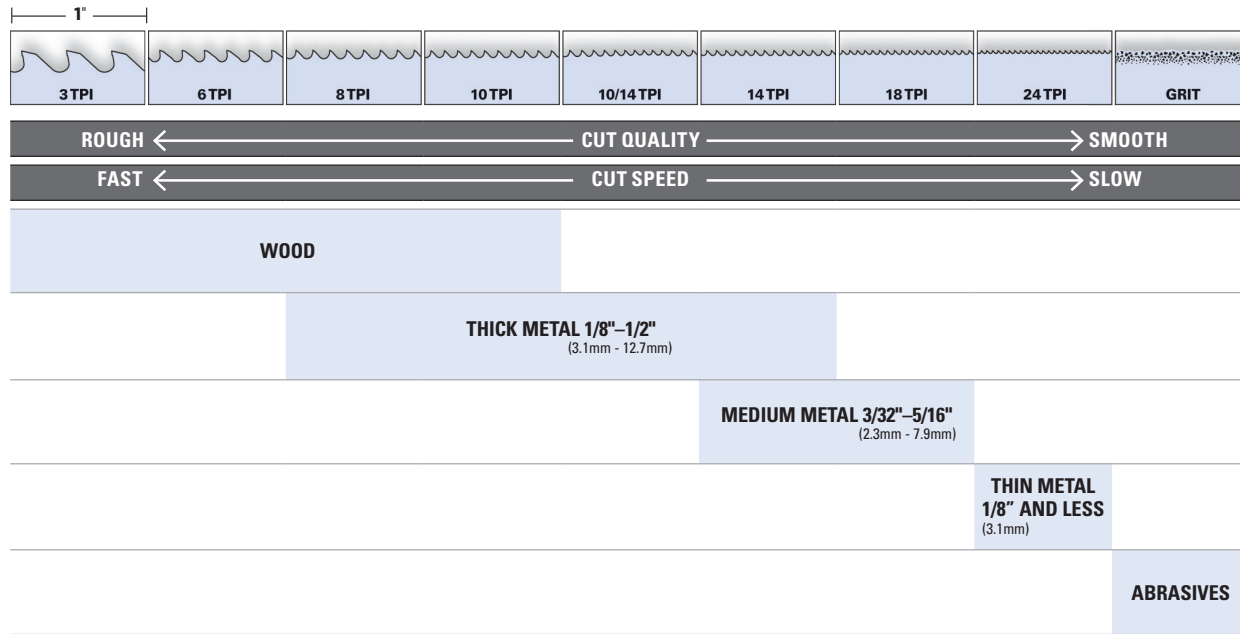 1"
3 TPI
6 TPI
8 TPI
10 TPI
10/14 TPI
14 TPI
18 TPI
24 TPI
GRIT
ROUGH CUT QUALITY SMOOTH
FAST CUT SPEED SLOW
WOOD
THICK METAL 1/8"–1/2"
(3.1mm - 12.7mm)
MEDIUM METAL 3/32"–5/16"
(2.3mm - 7.9mm)
THIN METAL
1/8” AND LESS
(3.1mm)
ABRASIVES